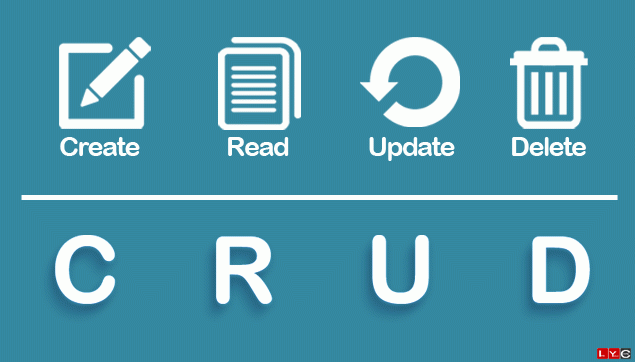 Create Read Update Delete
C R U D
LYC